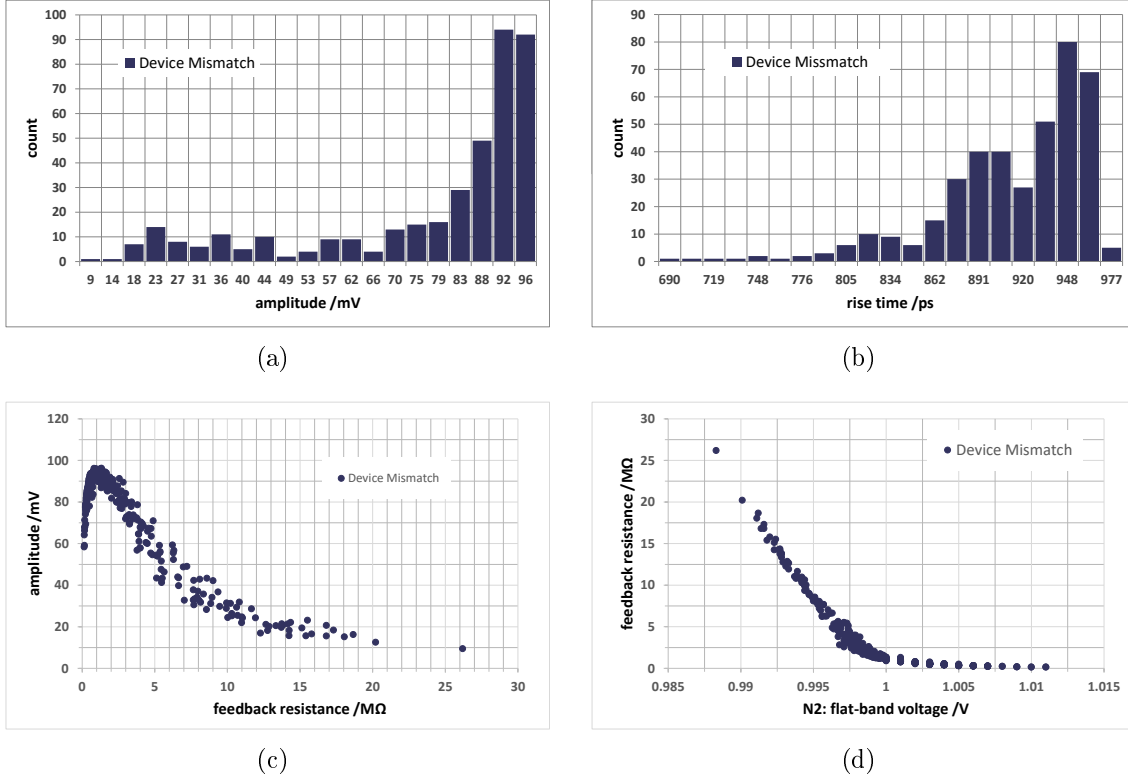 100
90
80
70
60
50
40
30
20
10
0
count
Device Mismatch
9 14 18 23 27 31 36 40 44 49 53 57 62 66 70 75 79 83 88 92 96
amplitude /mV
(a)
90
80
70
60
50
40
30
20
10
0
count
Device Missmatch
690 719 748 776 805 834 862 891 920 948 977
rise time /ps
(b)
120
100
80
60
40
20
0
amplitude /mV
Device Mismatch
0 5 10 15 20 25 30
feedback resistance /MΩ
(c)
30
25
20
15
10
5
0
feedback resistance /MΩ
Device Mismatch
0.985 0.99 0.995 1 1.005 1.01 1.015
N2: flat-band voltage /V
(d)